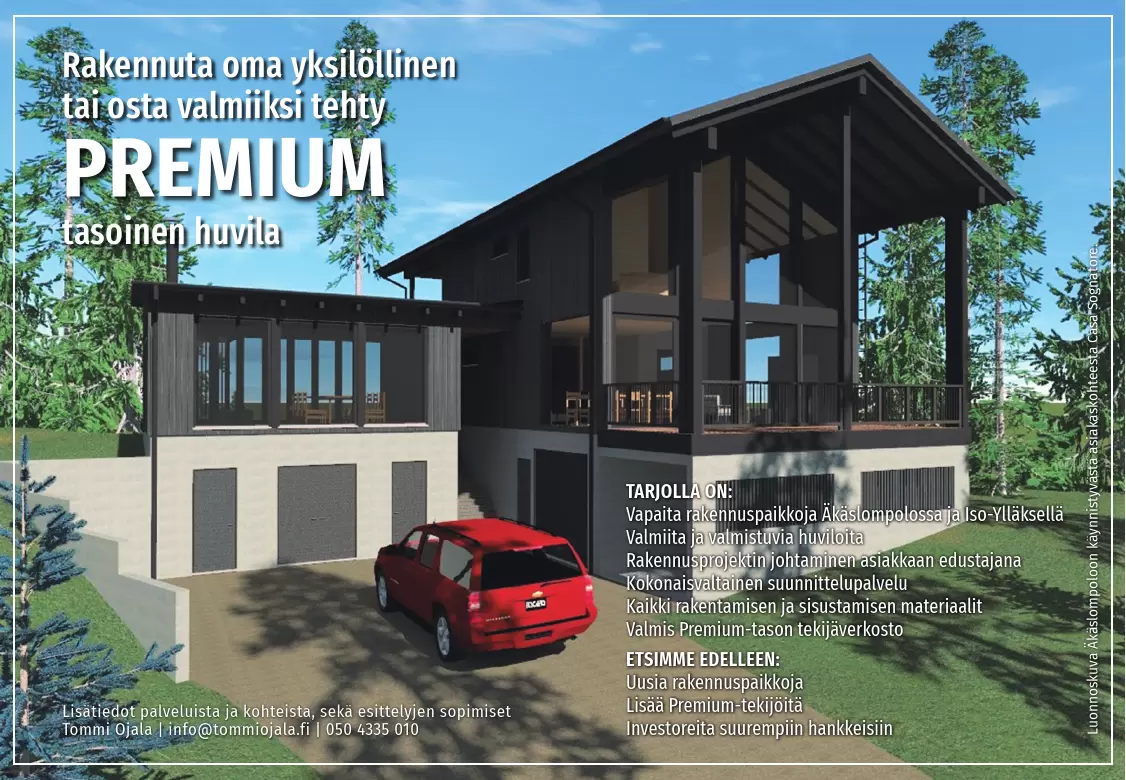 Rakennuta oma yksilöllinen
tai osta valmiiksi tehty
PREMIUM
tasoinen huvila
TARJOLLA ON:
Vapaita rakennuspaikkoja Äkäslompolossa ja Iso-Ylläksellä
Valmiita ja valmistuvia huviloita
Rakennusprojektin johtaminen asiakkaan edustajana
Kokonaisvaltainen suunnittelupalvelu
Kaikki rakentamisen ja sisustamisen materiaalit
Valmis Premium-tason tekijäverkosto
ETSIMME EDELLEEN:
Uusia rakennuspaikkoja
Lisää Premium-tekijöitä
Investoreita suurempiin hankkeisiin
Lisätiedot palveluista ja kohteista, sekä esittelyjen sopimiset
Tommi Ojala | info@tommiojala.fi | 050 4335 010
Luonnoskuva Äkäslompoloon käynnistyvästä asiakaskohteesta Casa Sognatore.